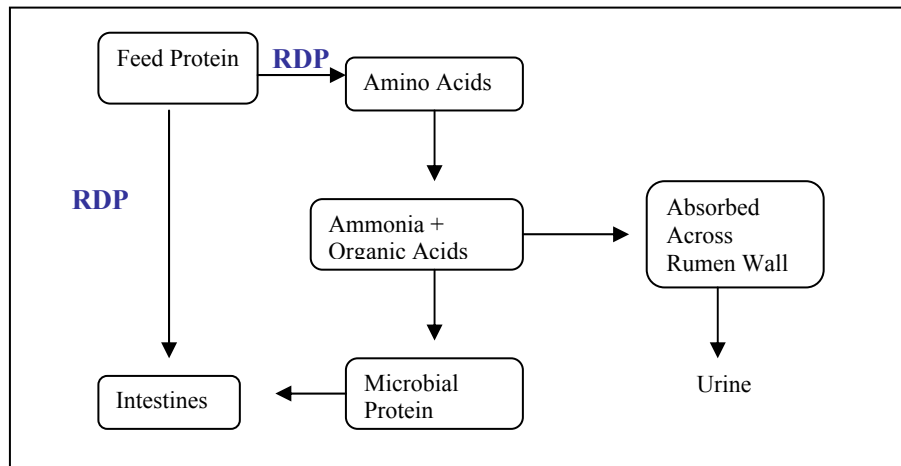 Feed Protein
RDP
Amino Acids
RDP
Ammonia +
Organic Acids
Absorbed
Across
Rumen Wall
Microbial
Protein
Intestines
Urine